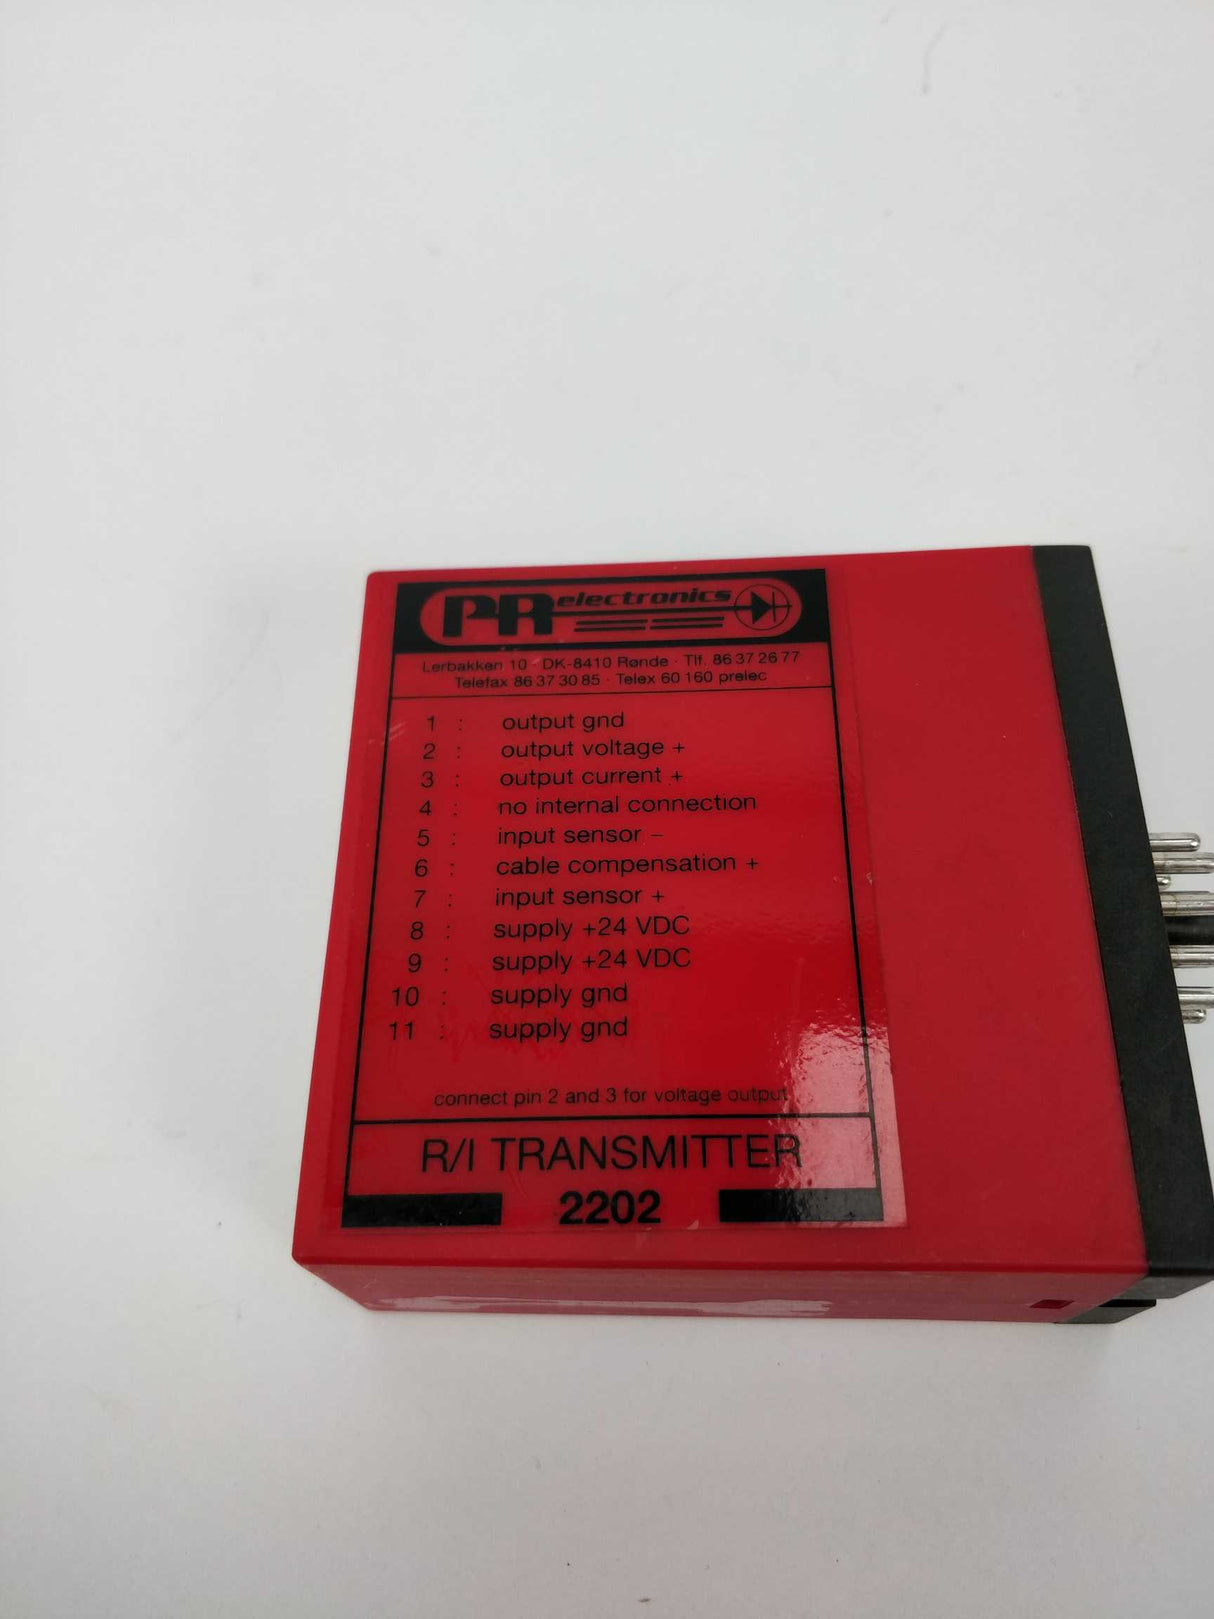 PR electronics
Lerbakken 10 · DK-8410 Rønde · Tlf. 86 37 26 77
Telefax 86 37 30 85 · Telex 60 160 prelec
1 : output gnd
2 : output voltage +
3 : output current +
4 : no internal connection
5 : input sensor –
6 : cable compensation +
7 : input sensor +
8 : supply +24 VDC
9 : supply +24 VDC
10 : supply gnd
11 : supply gnd
connect pin 2 and 3 for voltage output
R/I TRANSMITTER
2202